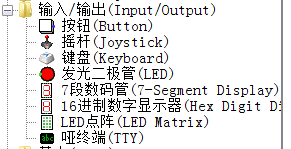 输入/输出(Input/Output)
按钮(Button)
摇杆(Joystick)
键盘(Keyboard)
发光二极管(LED)
7段数码管(7-Segment Display)
16进制数字显示器(Hex Digit Di
LED点阵(LED Matrix)
哑终端(TTY)